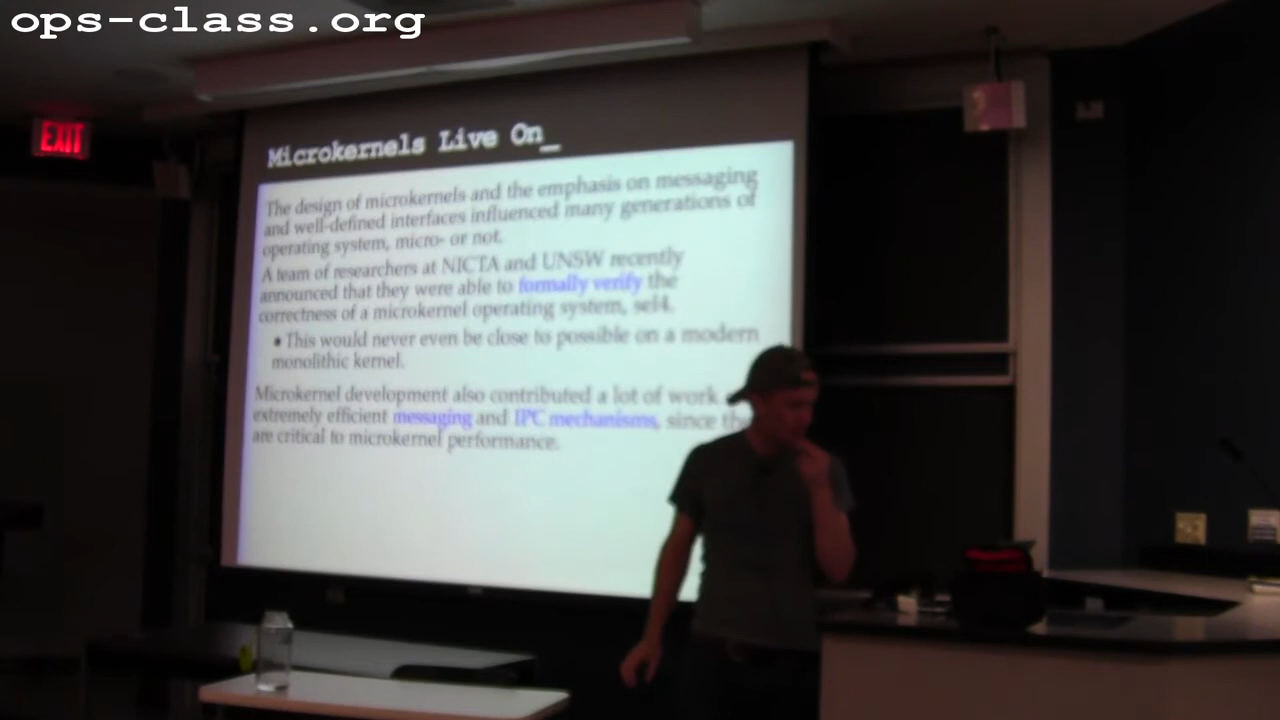 ops-class.org
EXIT
Microkernels Live On_
The design of microkernels and the emphasis on messaging
and well-defined interfaces influenced many generations of
operating system, micro- or not.
A team of researchers at NICTA and UNSW recently
announced that they were able to formally verify the
correctness of a microkernel operating system, sel4.
• This would never even be close to possible on a modern
monolithic kernel.
Microkernel development also contributed a lot of work
extremely efficient messaging and IPC mechanisms, since
are critical to microkernel performance.